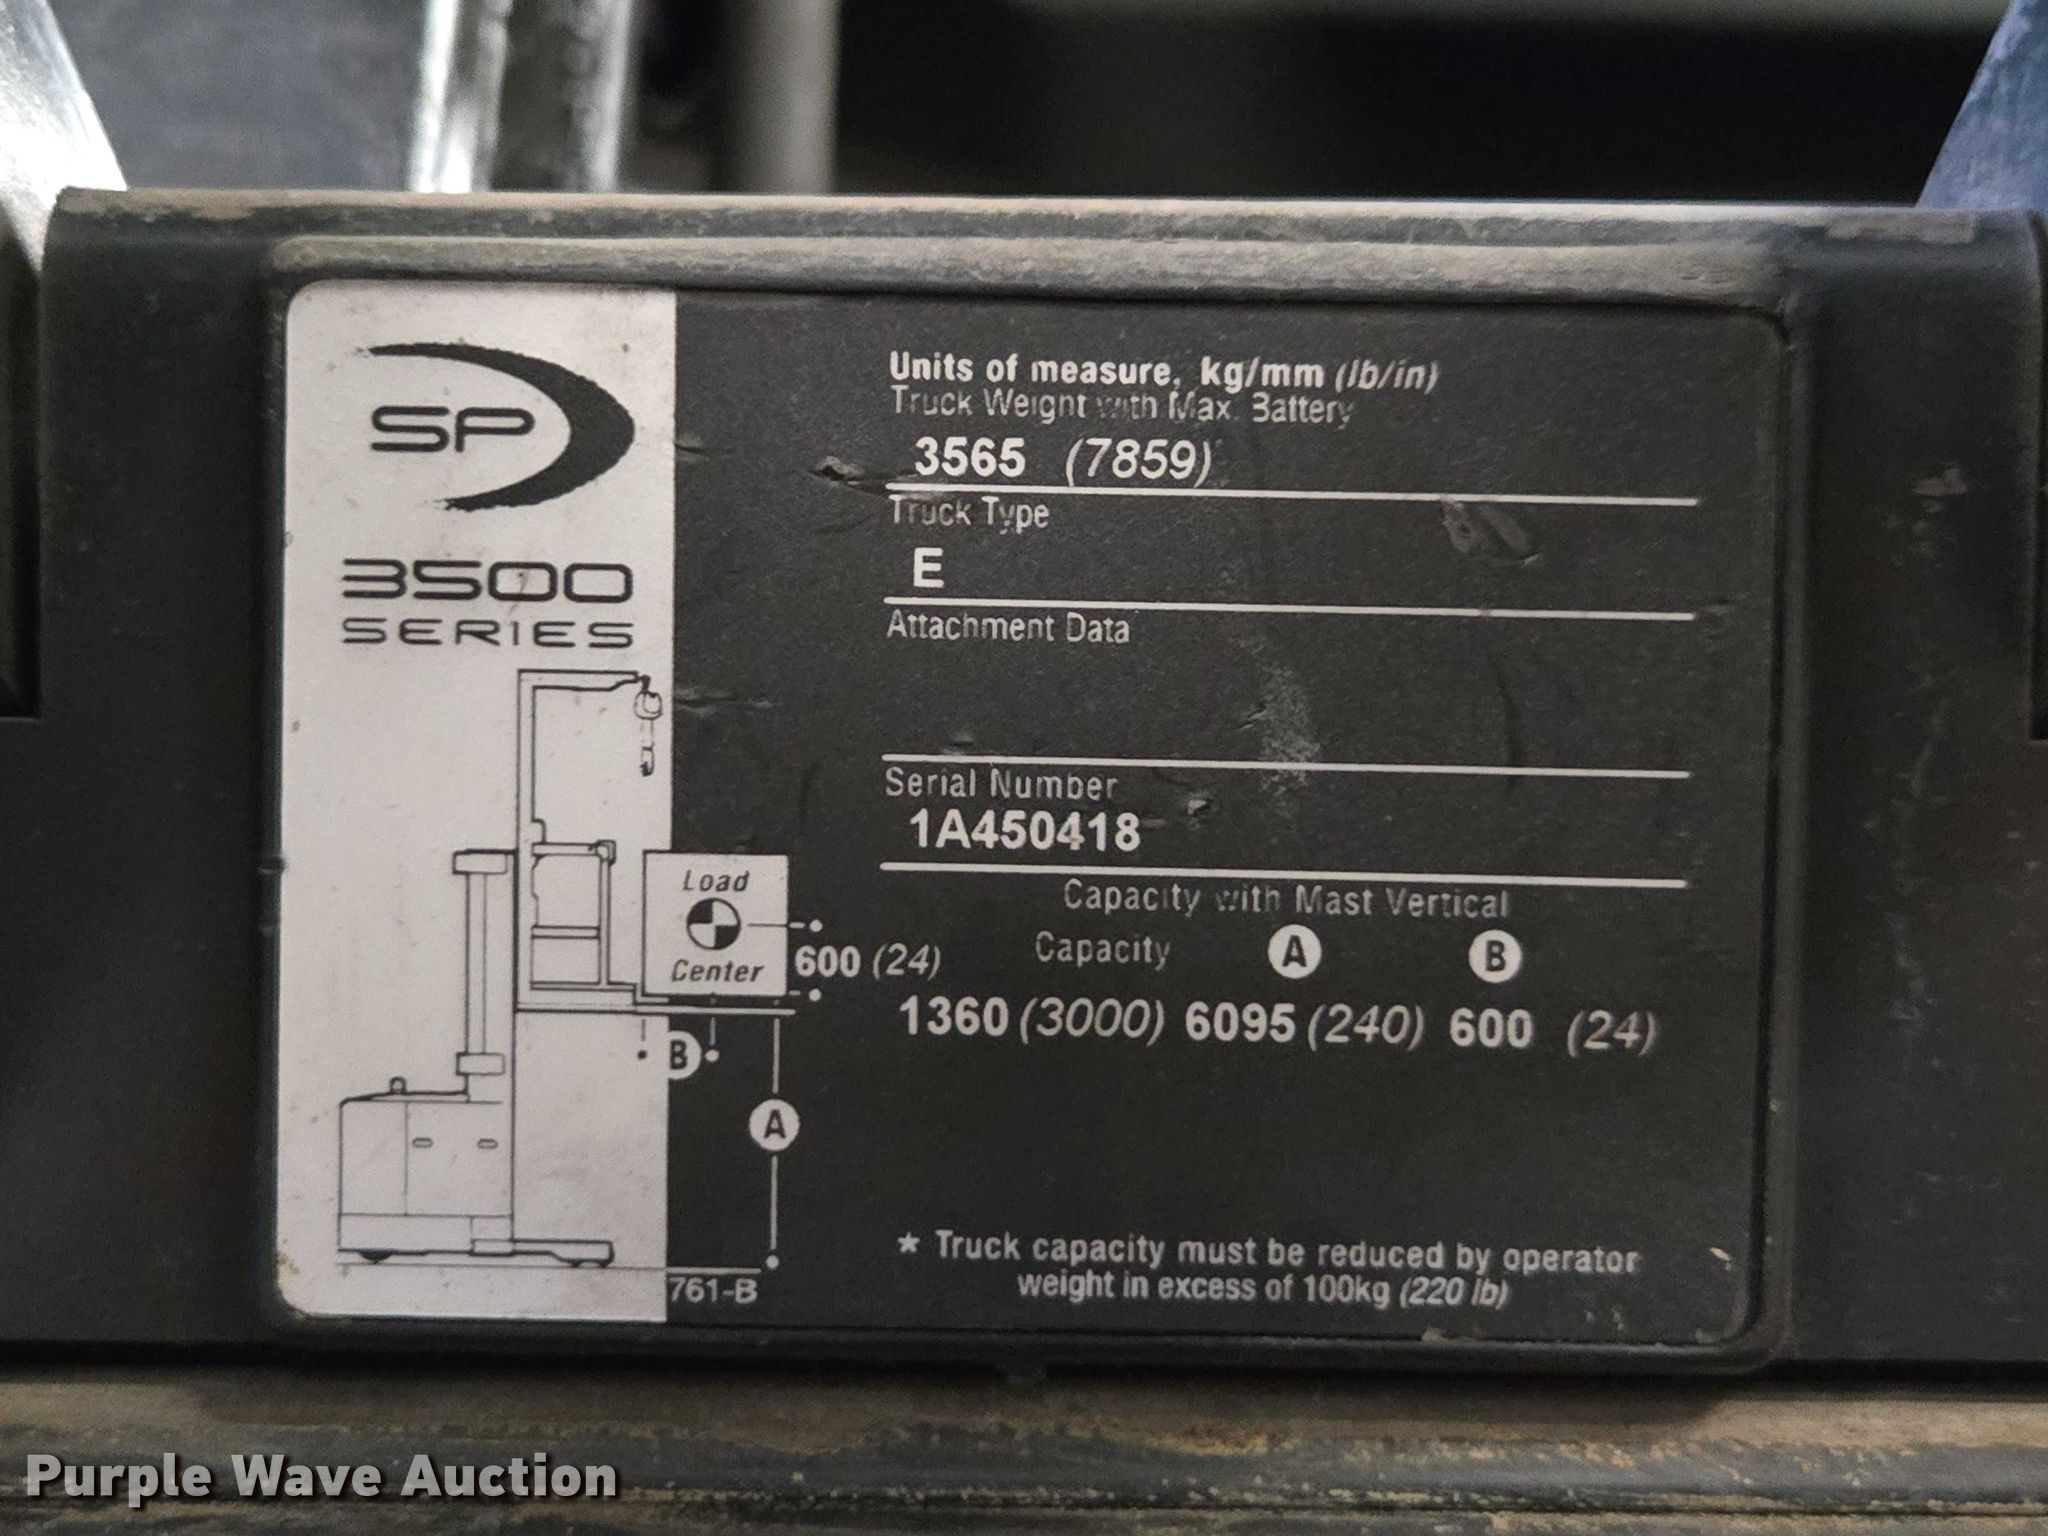 SP
3500
SERIES
Units of measure, kg/mm (lb/in)
Truck Weight with Max. Battery
3565 (7859)
Truck Type
E
Attachment Data
Serial Number
1A450418
Capacity with Mast Vertical
Capacity A B
1360 (3000) 6095 (240) 600 (24)
Load
Center
600 (24)
B
A
761-B
* Truck capacity must be reduced by operator
weight in excess of 100kg (220 lb)
Purple Wave Auction